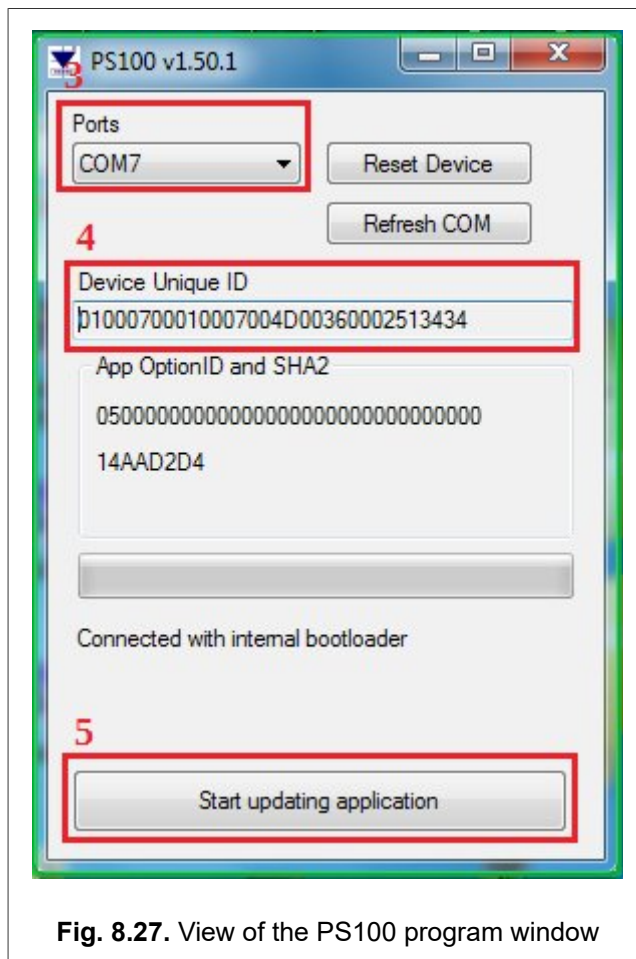 PS100 v1.50.1
3
Ports
COM7
Reset Device
Refresh COM
4
Device Unique ID
01000700010007004D00360002513434
App OptionID and SHA2
05000000000000000000000000000000
14AAD2D4
Connected with internal bootloader
5
Start updating application
Fig. 8.27. View of the PS100 program window